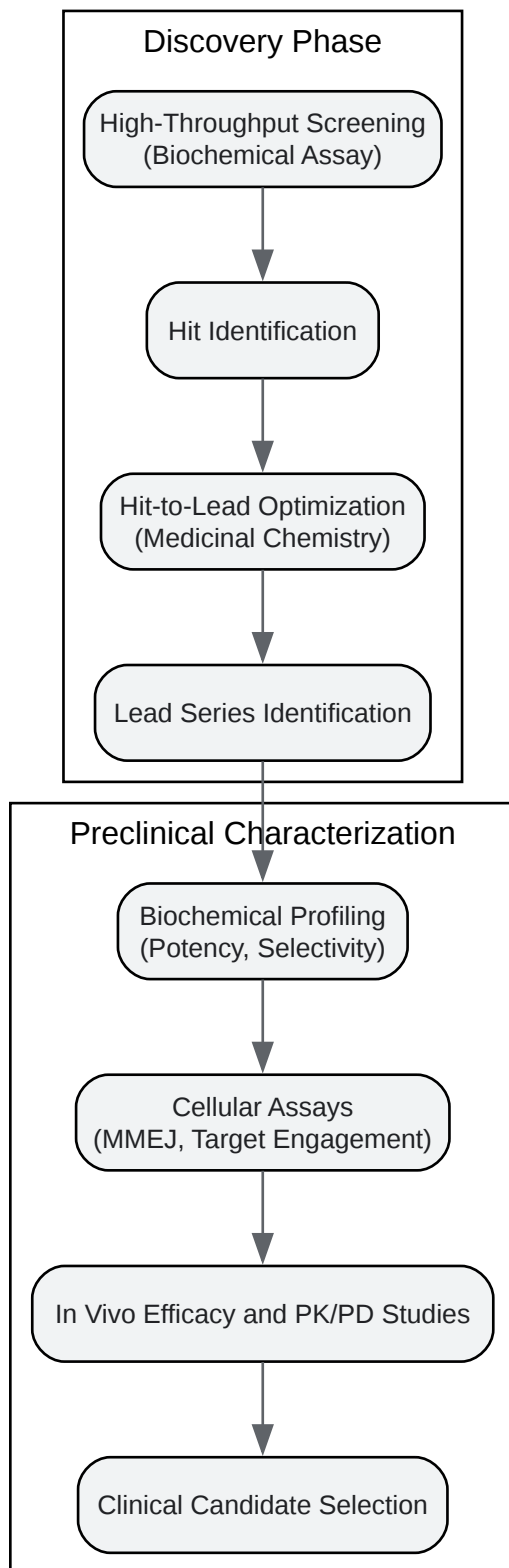 Discovery Phase
High-Throughput Screening
(Biochemical Assay)
Hit Identification
Hit-to-Lead Optimization
(Medicinal Chemistry)
Lead Series Identification
Preclinical Characterization
Biochemical Profiling
(Potency, Selectivity)
Cellular Assays
(MMEJ, Target Engagement)
In Vivo Efficacy and PK/PD Studies
Clinical Candidate Selection